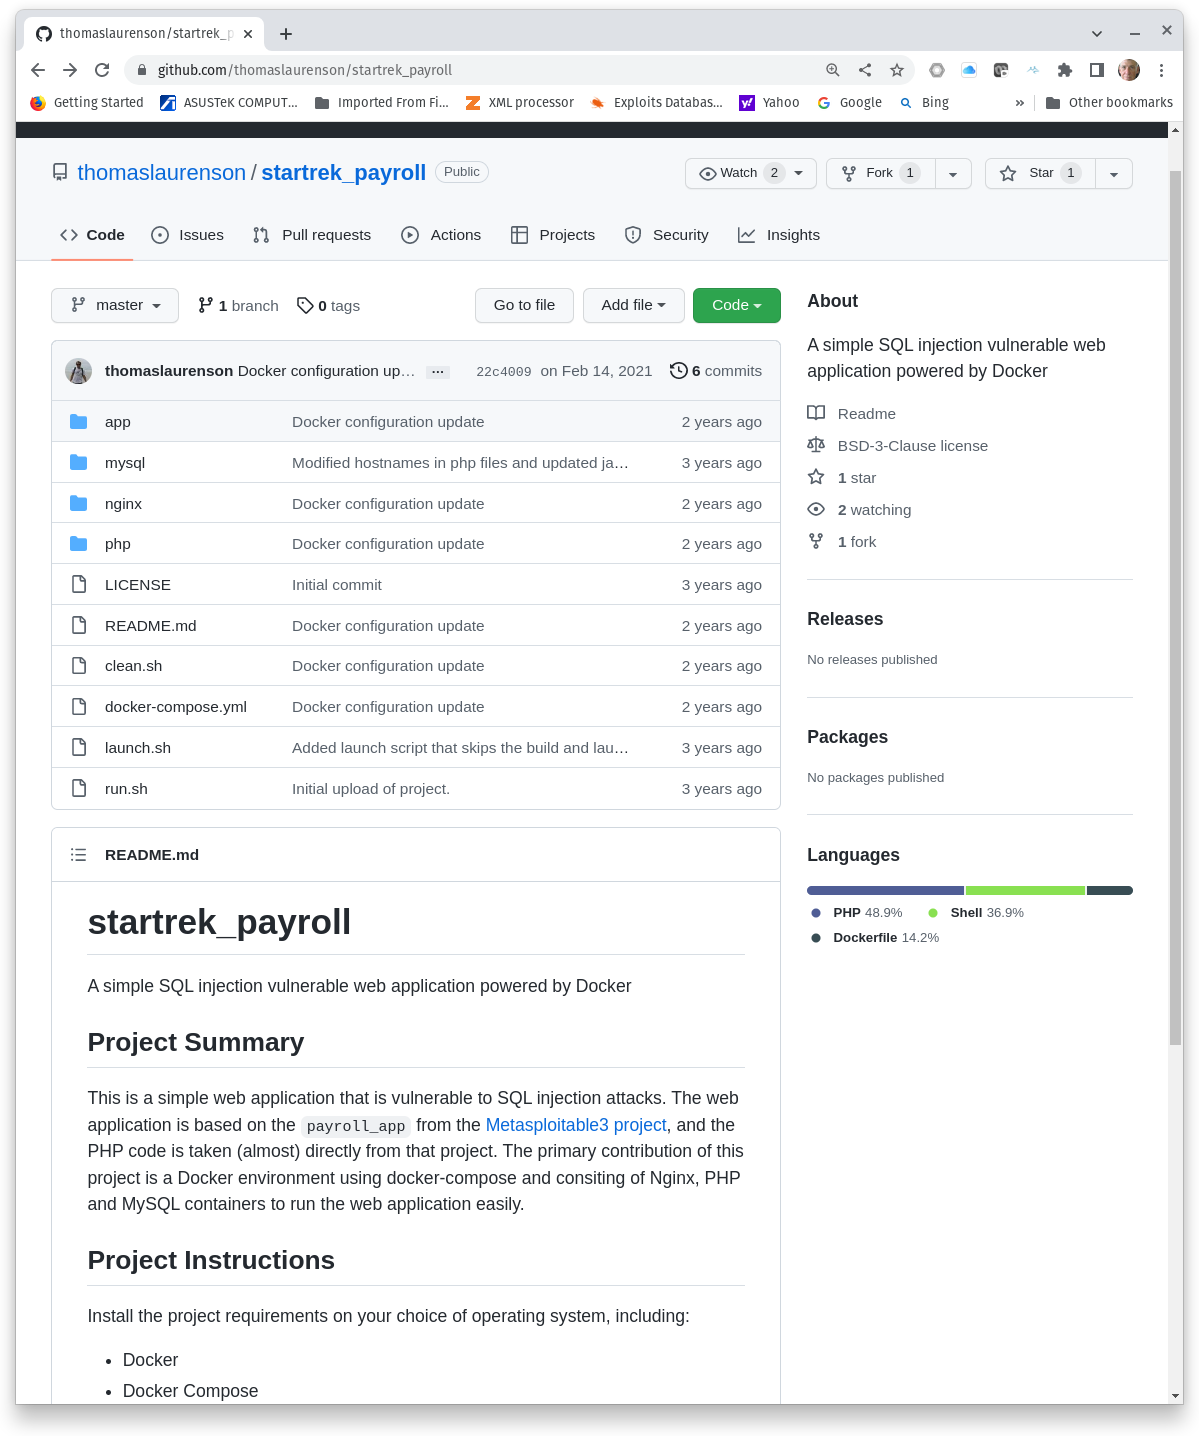 thomaslaurenson/startrek_p
github.com/thomaslaurenson/startrek_payroll
Getting Started ASUSTeK COMPUT... Imported From Fi... XML processor Exploits Databas... Yahoo Google Bing » Other bookmarks
thomaslaurenson / startrek_payroll Public
Watch 2 Fork 1 Star 1
Code Issues Pull requests Actions Projects Security Insights
master 1 branch 0 tags Go to file Add file Code
thomaslaurenson Docker configuration up… ... 22c4009 on Feb 14, 2021 6 commits
app Docker configuration update 2 years ago
mysql Modified hostnames in php files and updated ja… 3 years ago
nginx Docker configuration update 2 years ago
php Docker configuration update 2 years ago
LICENSE Initial commit 3 years ago
README.md Docker configuration update 2 years ago
clean.sh Docker configuration update 2 years ago
docker-compose.yml Docker configuration update 2 years ago
launch.sh Added launch script that skips the build and lau… 3 years ago
run.sh Initial upload of project. 3 years ago
README.md
startrek_payroll
A simple SQL injection vulnerable web application powered by Docker
Project Summary
This is a simple web application that is vulnerable to SQL injection attacks. The web
application is based on the payroll_app from the Metasploitable3 project, and the
PHP code is taken (almost) directly from that project. The primary contribution of this
project is a Docker environment using docker-compose and consiting of Nginx, PHP
and MySQL containers to run the web application easily.
Project Instructions
Install the project requirements on your choice of operating system, including:
• Docker
• Docker Compose
About
A simple SQL injection vulnerable web
application powered by Docker
Readme
BSD-3-Clause license
1 star
2 watching
1 fork
Releases
No releases published
Packages
No packages published
Languages
PHP 48.9% Shell 36.9%
Dockerfile 14.2%